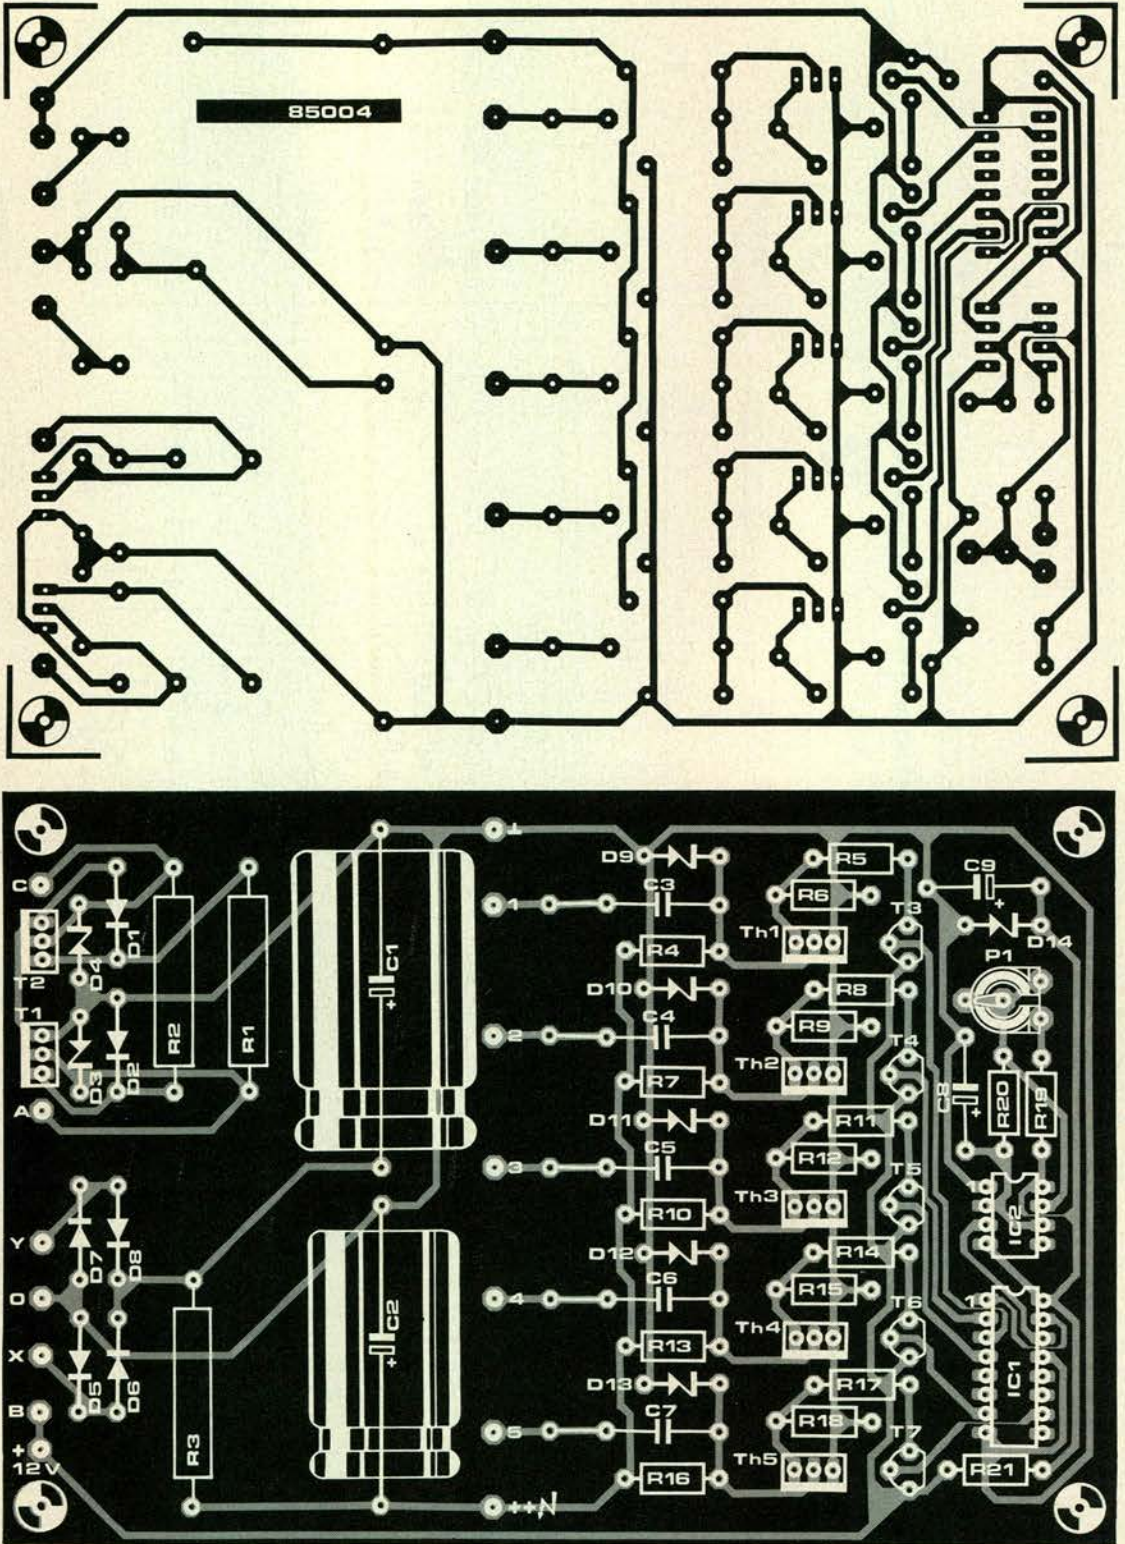 85004
⊥
D9
R5
C9
C
C3
1
R6
T3
D1
Th1
D14
D4
R4
P1
T2
C1
D10
R8
T1
R2
R1
C4
2
R9
T4
D3
D2
Th2
R7
C8
R20
R19
A
D11
R11
C5
3
R12
T5
Th3
1
R10
IC2
Y
D7
D8
D12
R14
C6
O
4
R15
T6
1
C2
Th4
X
R13
D5
D6
D13
R17
IC1
B
C7
5
R18
T7
+
12V
R3
Th5
R16
R21
++